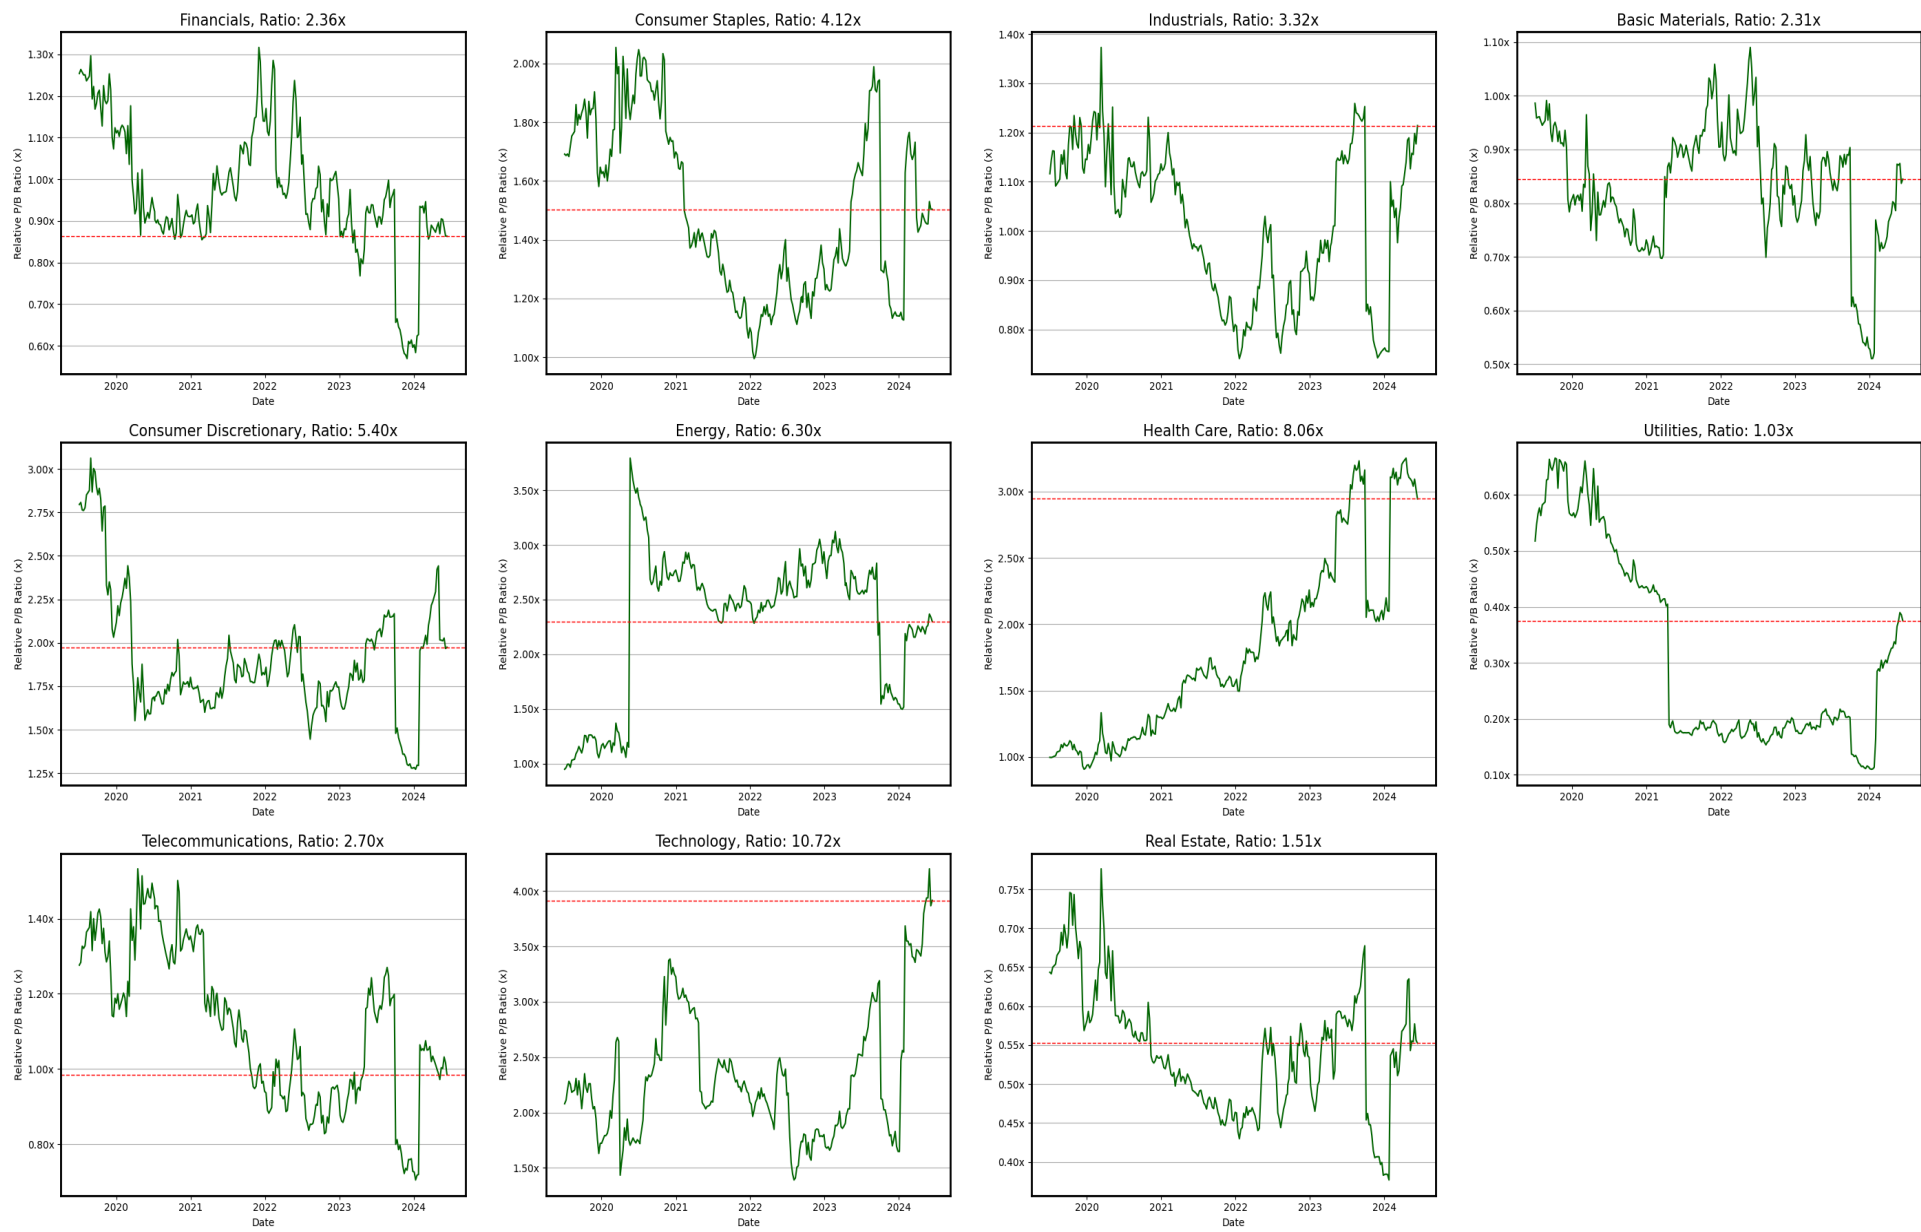 Financials, Ratio: 2.36x
Relative P/B Ratio (x)
1.30x
1.20x
1.10x
1.00x
0.90x
0.80x
0.70x
0.60x
2020 2021 2022 2023 2024
Date
Consumer Staples, Ratio: 4.12x
Relative P/B Ratio (x)
2.00x
1.80x
1.60x
1.40x
1.20x
1.00x
2020 2021 2022 2023 2024
Date
Industrials, Ratio: 3.32x
Relative P/B Ratio (x)
1.40x
1.30x
1.20x
1.10x
1.00x
0.90x
0.80x
2020 2021 2022 2023 2024
Date
Basic Materials, Ratio: 2.31x
Relative P/B Ratio (x)
1.10x
1.00x
0.90x
0.80x
0.70x
0.60x
0.50x
2020 2021 2022 2023 2024
Date
Consumer Discretionary, Ratio: 5.40x
Relative P/B Ratio (x)
3.00x
2.75x
2.50x
2.25x
2.00x
1.75x
1.50x
1.25x
2020 2021 2022 2023 2024
Date
Energy, Ratio: 6.30x
Relative P/B Ratio (x)
3.50x
3.00x
2.50x
2.00x
1.50x
1.00x
2020 2021 2022 2023 2024
Date
Health Care, Ratio: 8.06x
Relative P/B Ratio (x)
3.00x
2.50x
2.00x
1.50x
1.00x
2020 2021 2022 2023 2024
Date
Utilities, Ratio: 1.03x
Relative P/B Ratio (x)
0.60x
0.50x
0.40x
0.30x
0.20x
0.10x
2020 2021 2022 2023 2024
Date
Telecommunications, Ratio: 2.70x
Relative P/B Ratio (x)
1.40x
1.20x
1.00x
0.80x
2020 2021 2022 2023 2024
Date
Technology, Ratio: 10.72x
Relative P/B Ratio (x)
4.00x
3.50x
3.00x
2.50x
2.00x
1.50x
2020 2021 2022 2023 2024
Date
Real Estate, Ratio: 1.51x
Relative P/B Ratio (x)
0.75x
0.70x
0.65x
0.60x
0.55x
0.50x
0.45x
0.40x
2020 2021 2022 2023 2024
Date